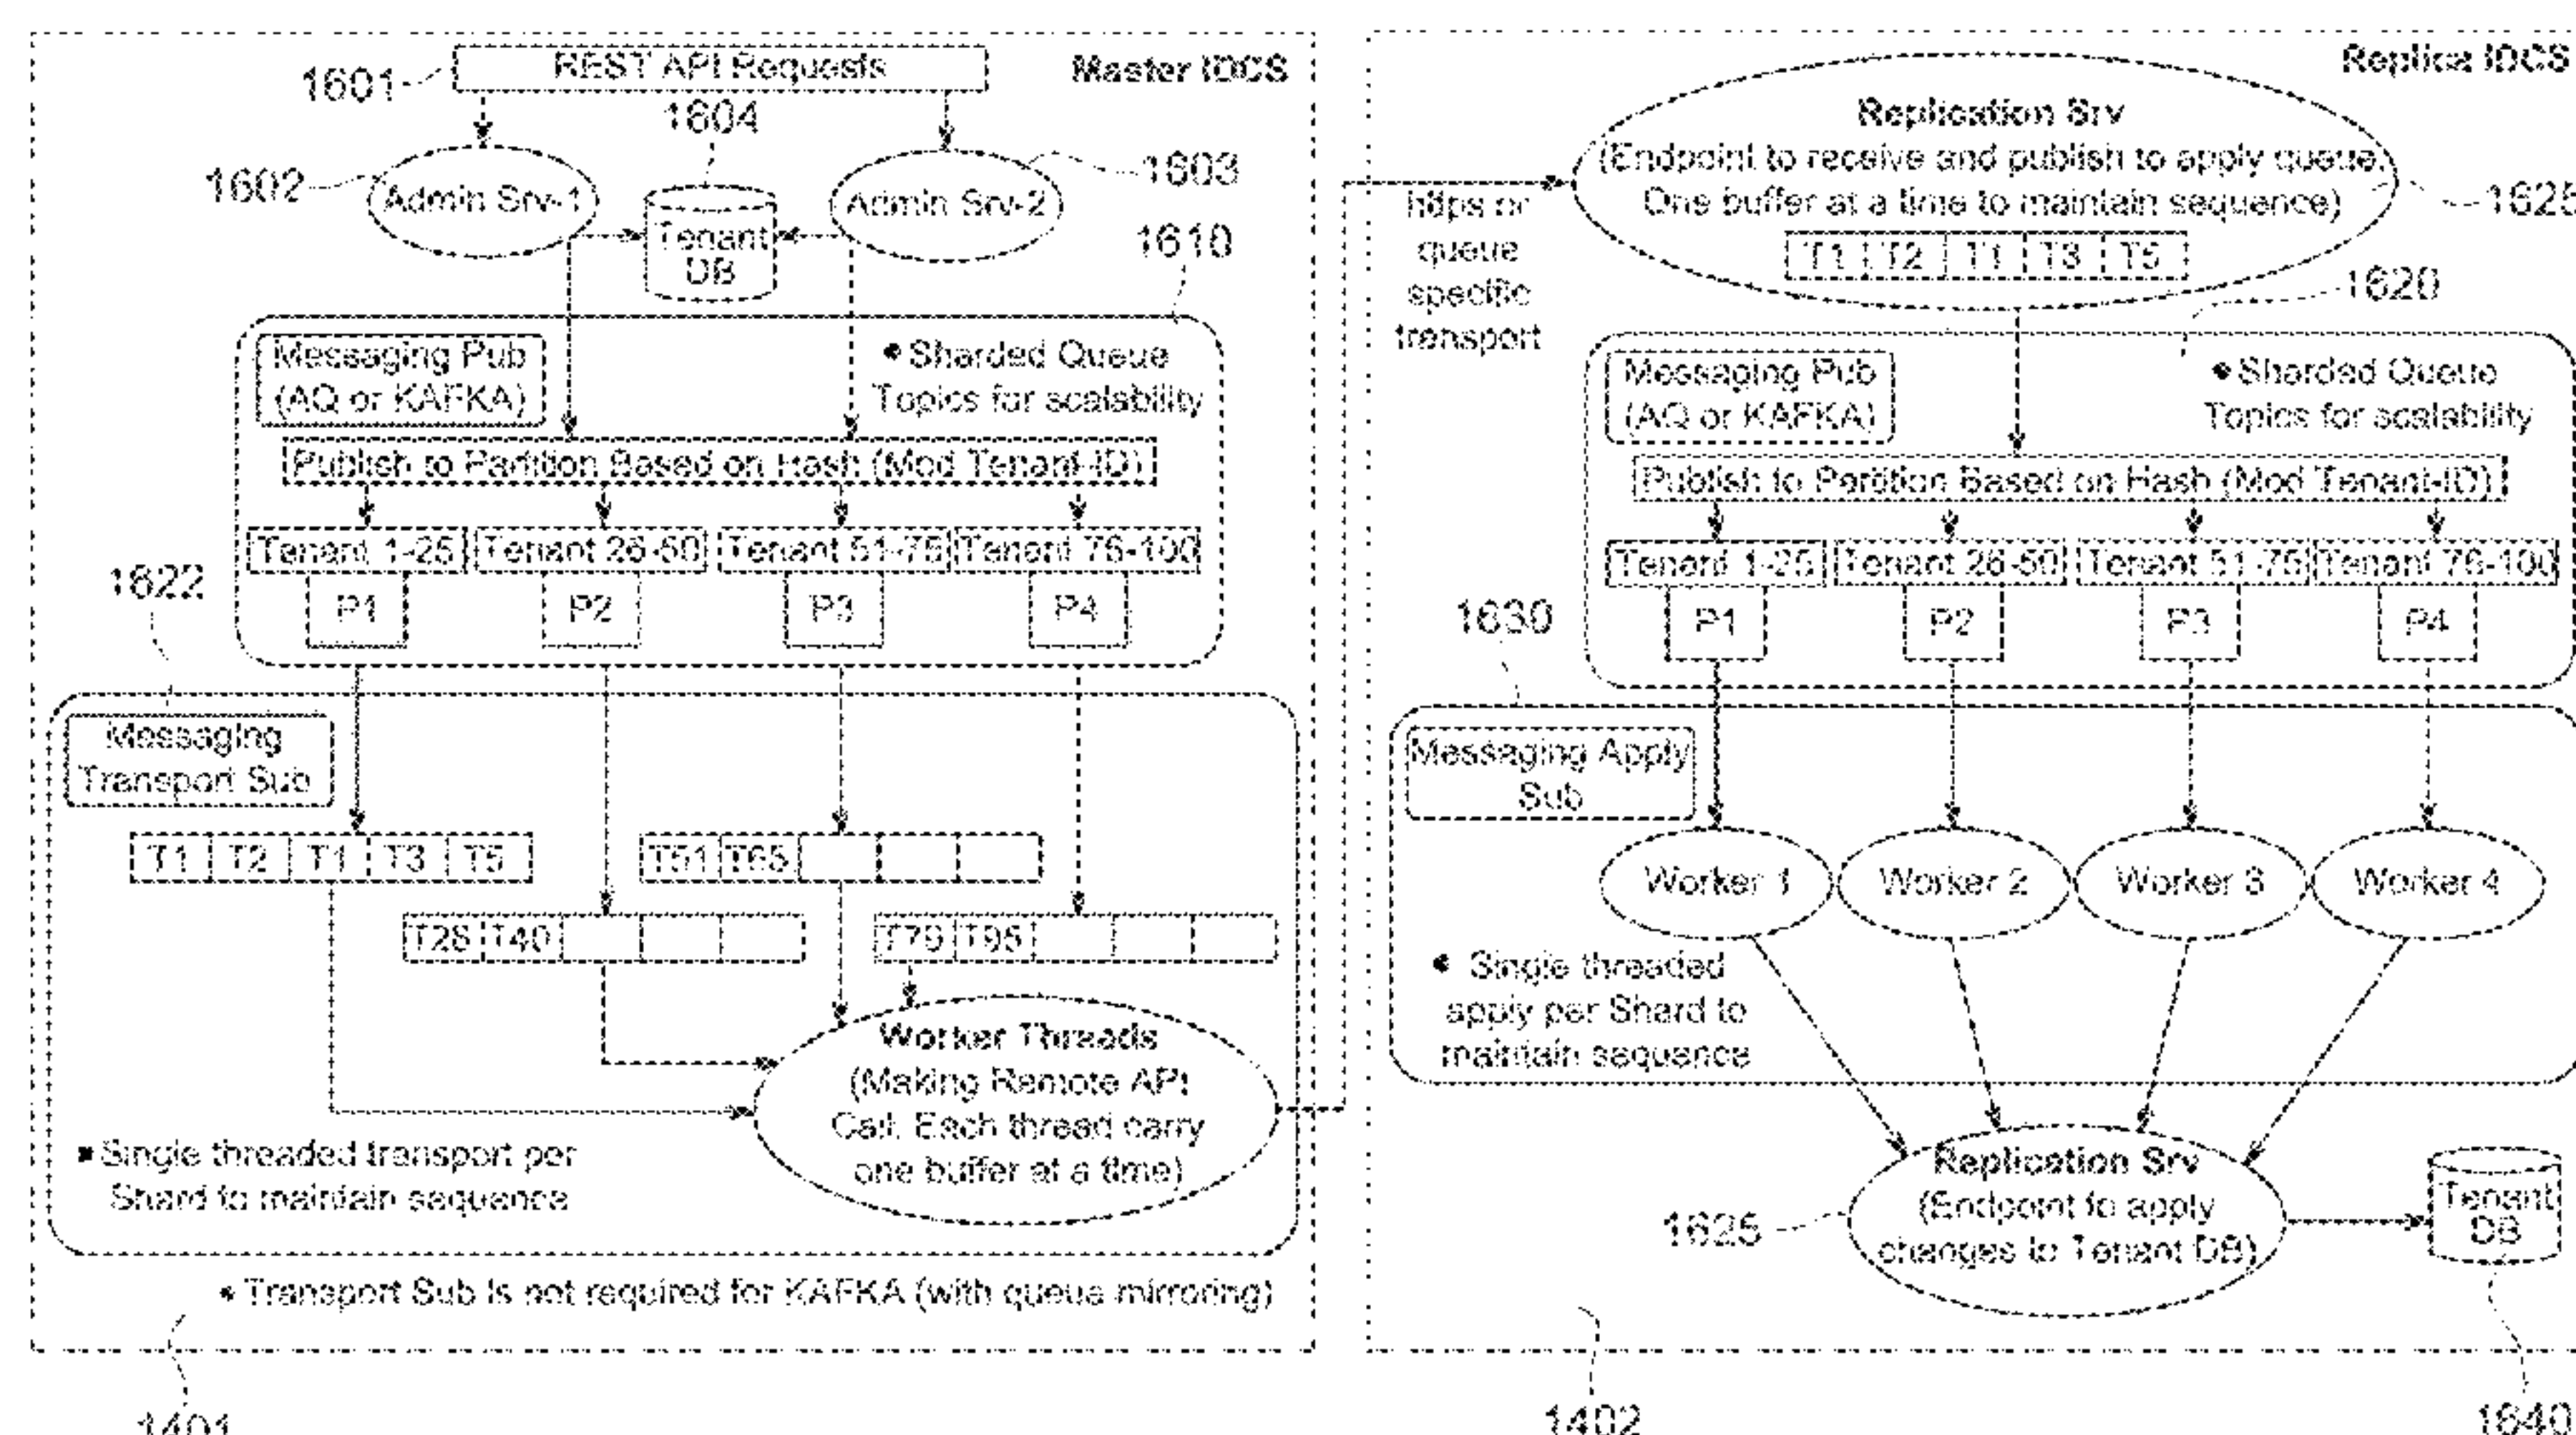 Master IDCS
REST API Requests
1601
1604
1602
Admin Srv-1
Admin Srv-2
1603
Tenant
DB
1610
Messaging Pub
(AQ or KAFKA)
• Sharded Queue
Topics for scalability
Publish to Partition Based on Hash (Mod Tenant-ID)
Tenant 1-25
Tenant 26-50
Tenant 51-75
Tenant 76-100
P1
P2
P3
P4
1622
Messaging
Transport Sub
T1 T2 T1 T3 T5
T51 T65
T28 T40
T79 T95
Worker Threads
(Making Remote API
Call. Each thread carry
one buffer at a time)
▪ Single threaded transport per
Shard to maintain sequence
• Transport Sub is not required for KAFKA (with queue mirroring)
1401
https or
queue
specific
transport
Replica IDCS
Replication Srv
(Endpoint to receive and publish to apply queue.
One buffer at a time to maintain sequence)
T1 T2 T1 T3 T5
1625
1620
Messaging Pub
(AQ or KAFKA)
• Sharded Queue
Topics for scalability
Publish to Partition Based on Hash (Mod Tenant-ID)
Tenant 1-25
Tenant 26-50
Tenant 51-75
Tenant 76-100
P1
P2
P3
P4
1630
Messaging Apply
Sub
Worker 1
Worker 2
Worker 3
Worker 4
• Single threaded
apply per Shard to
maintain sequence
Replication Srv
(Endpoint to apply
changes to Tenant DB)
1625
Tenant
DB
1402
1640